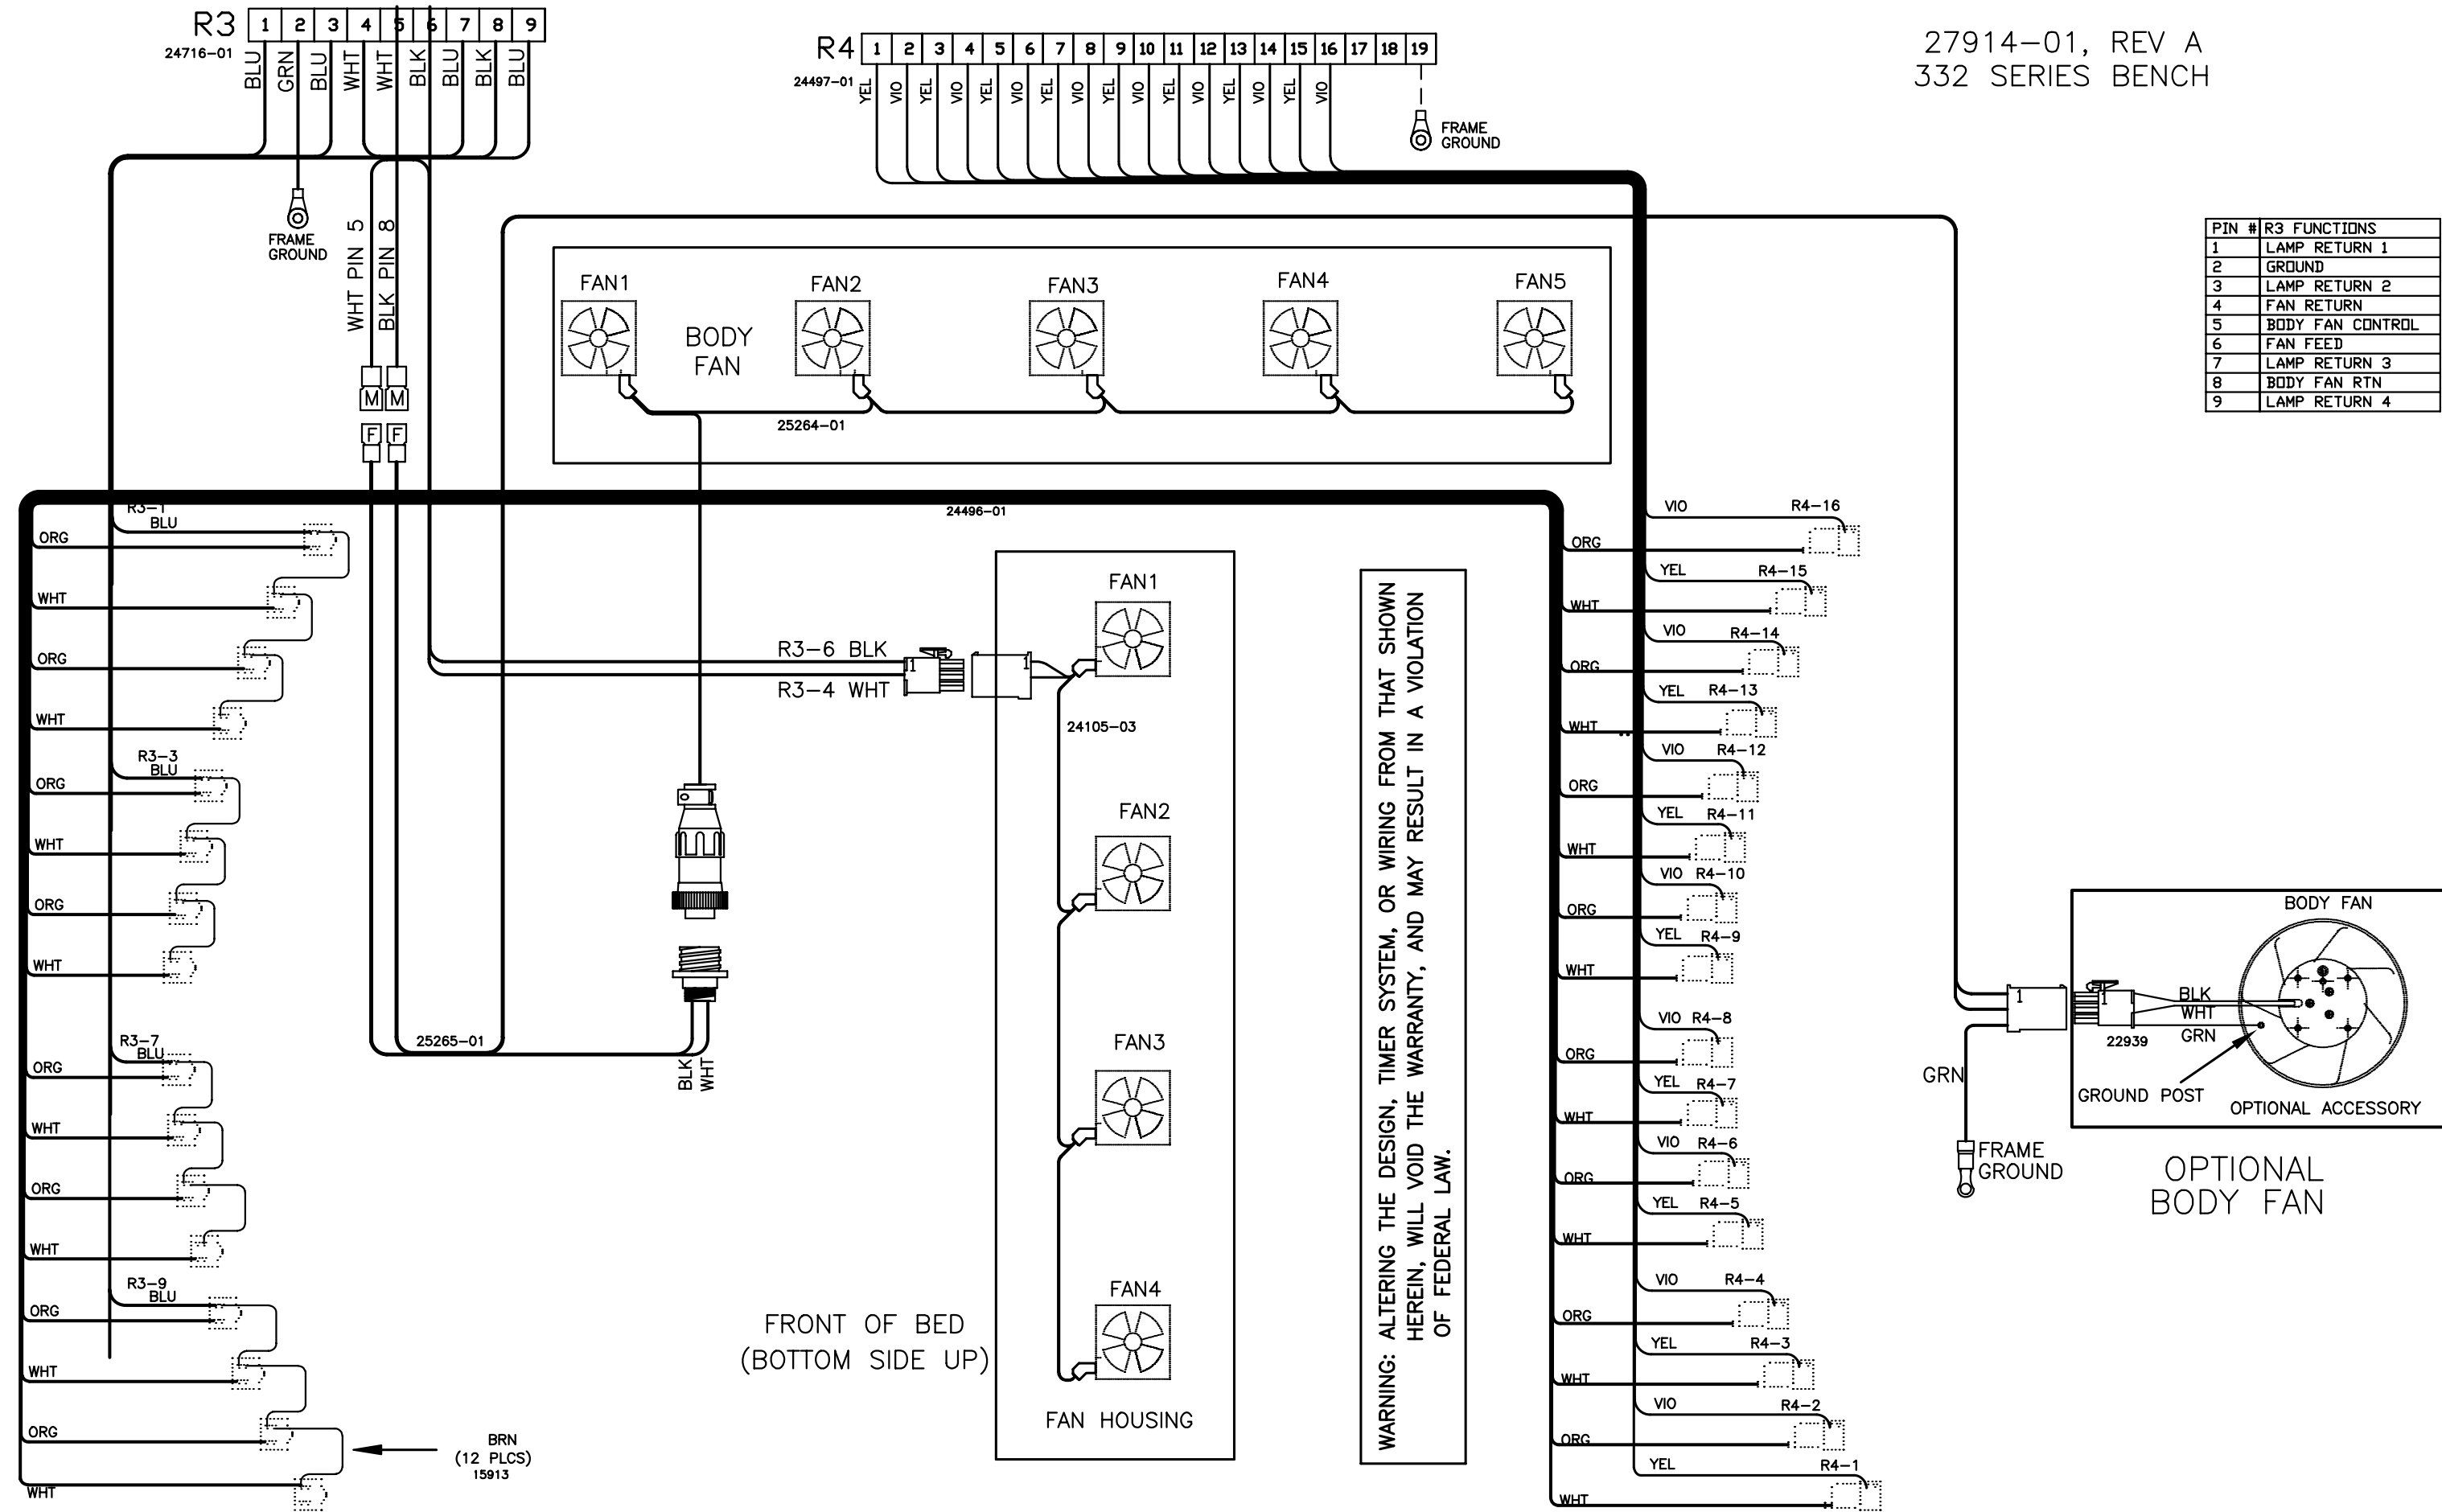 R3 1 2 3 4 5 6 7 8 9
24716-01
BLU GRN BLU WHT WHT BLK BLU BLK BLU
FRAME
GROUND
WHT PIN 5
BLK PIN 8
M M
F F
R4 1 2 3 4 5 6 7 8 9 10 11 12 13 14 15 16 17 18 19
24497-01
YEL VIO YEL VIO YEL VIO YEL VIO YEL VIO YEL VIO YEL VIO YEL VIO
FRAME
GROUND
27914-01, REV A
332 SERIES BENCH
PIN # R3 FUNCTIONS
1 LAMP RETURN 1
2 GROUND
3 LAMP RETURN 2
4 FAN RETURN
5 BODY FAN CONTROL
6 FAN FEED
7 LAMP RETURN 3
8 BODY FAN RTN
9 LAMP RETURN 4
FAN1 FAN2 FAN3 FAN4 FAN5
BODY
FAN
25264-01
24496-01
R3-1
BLU
ORG
WHT
ORG
WHT
R3-3
BLU
ORG
WHT
ORG
WHT
R3-7
BLU
ORG
WHT
ORG
WHT
R3-9
BLU
ORG
WHT
ORG
WHT
BRN
(12 PLCS)
15913
25265-01
BLK
WHT
R3-6 BLK
R3-4 WHT
1 1
FAN1
24105-03
FAN2
FAN3
FAN4
FAN HOUSING
FRONT OF BED
(BOTTOM SIDE UP)
WARNING: ALTERING THE DESIGN, TIMER SYSTEM, OR WIRING FROM THAT SHOWN
HEREIN, WILL VOID THE WARRANTY, AND MAY RESULT IN A VIOLATION
OF FEDERAL LAW.
VIO R4-16
ORG
YEL R4-15
WHT
VIO R4-14
ORG
YEL R4-13
WHT
VIO R4-12
ORG
YEL R4-11
WHT
VIO R4-10
ORG
YEL R4-9
WHT
VIO R4-8
ORG
YEL R4-7
WHT
VIO R4-6
ORG
YEL R4-5
WHT
VIO R4-4
ORG
YEL R4-3
WHT
VIO R4-2
ORG
YEL R4-1
WHT
BODY FAN
1 1
BLK
WHT
GRN
22939
GROUND POST
OPTIONAL ACCESSORY
GRN
FRAME
GROUND
OPTIONAL
BODY FAN